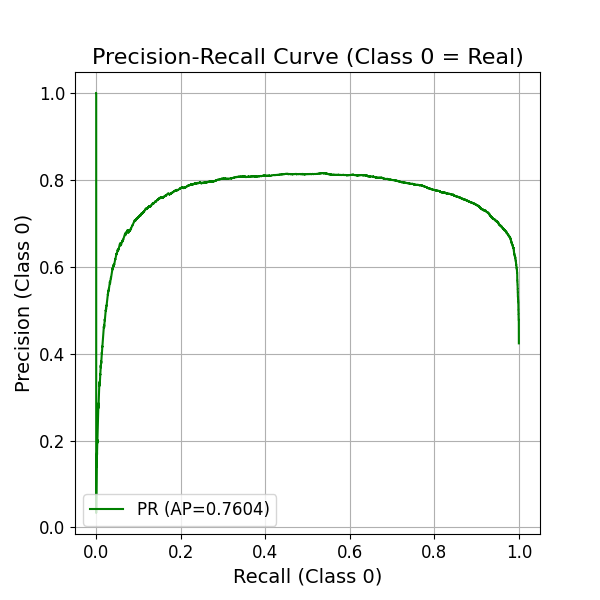 Precision-Recall Curve (Class 0 = Real)
Precision (Class 0)
1.0
0.8
0.6
0.4
0.2
0.0
PR (AP=0.7604)
0.0 0.2 0.4 0.6 0.8 1.0
Recall (Class 0)